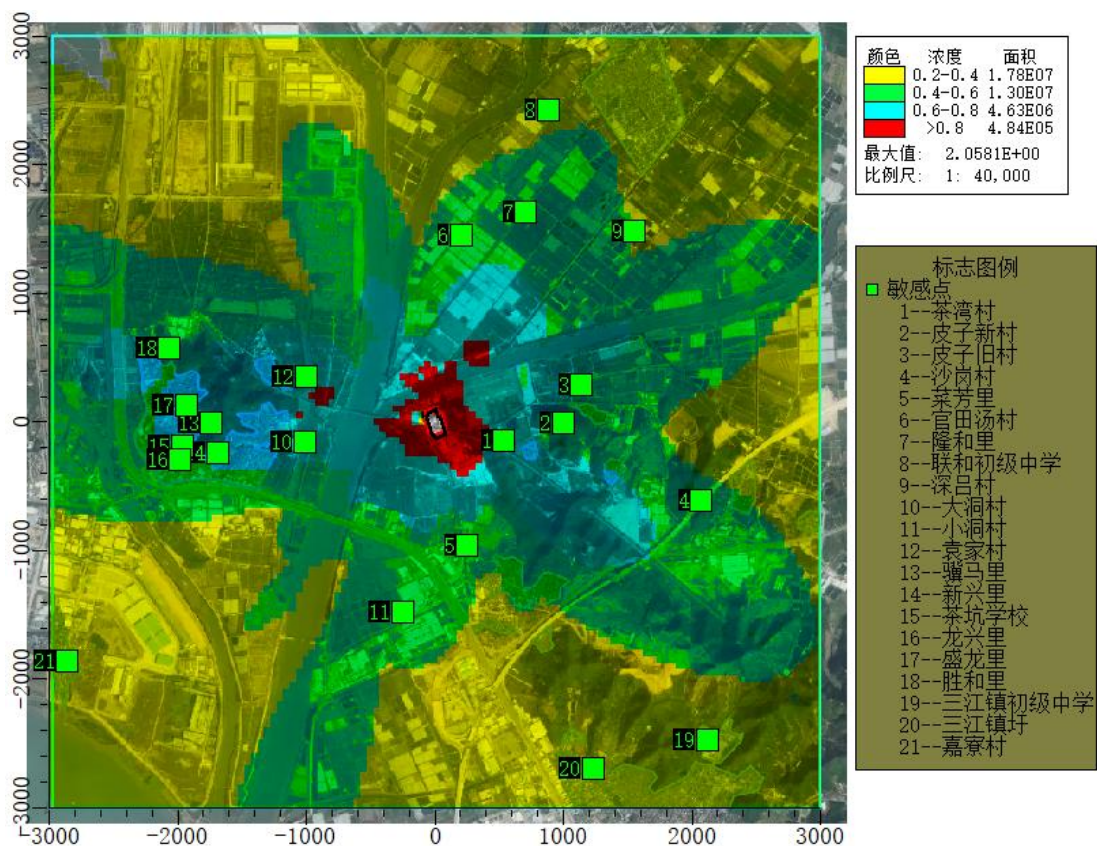 颜色 浓度 面积
0.2-0.4 1.78E07
0.4-0.6 1.30E07
0.6-0.8 4.63E06
>0.8 4.84E05
最大值: 2.0581E+00
比例尺: 1: 40,000
标志图例
敏感点
1--茶湾村
2--皮子新村
3--皮子旧村
4--沙岗村
5--菜芳里
6--官田汤村
7--隆和里
8--联和初级中学
9--深吕村
10--大洞村
11--小洞村
12--袁家村
13--骥马里
14--新兴里
15--茶坑学校
16--龙兴里
17--盛龙里
18--胜和里
19--三江镇初级中学
20--三江镇圩
21--嘉寮村
3000
2000
1000
0
-1000
-2000
-3000
-3000 -2000 -1000 0 1000 2000 3000
8
7
9
6
18
12
3
17
13
2
10
1
15
14
16
4
5
11
21
19
20